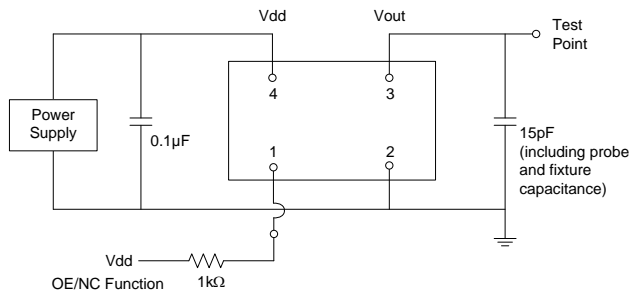 Vdd
Vout
Test
Point
4
3
Power
Supply
0.1µF
1
2
15pF
(including probe
and fixture
capacitance)
Vdd
1kΩ
OE/NC Function